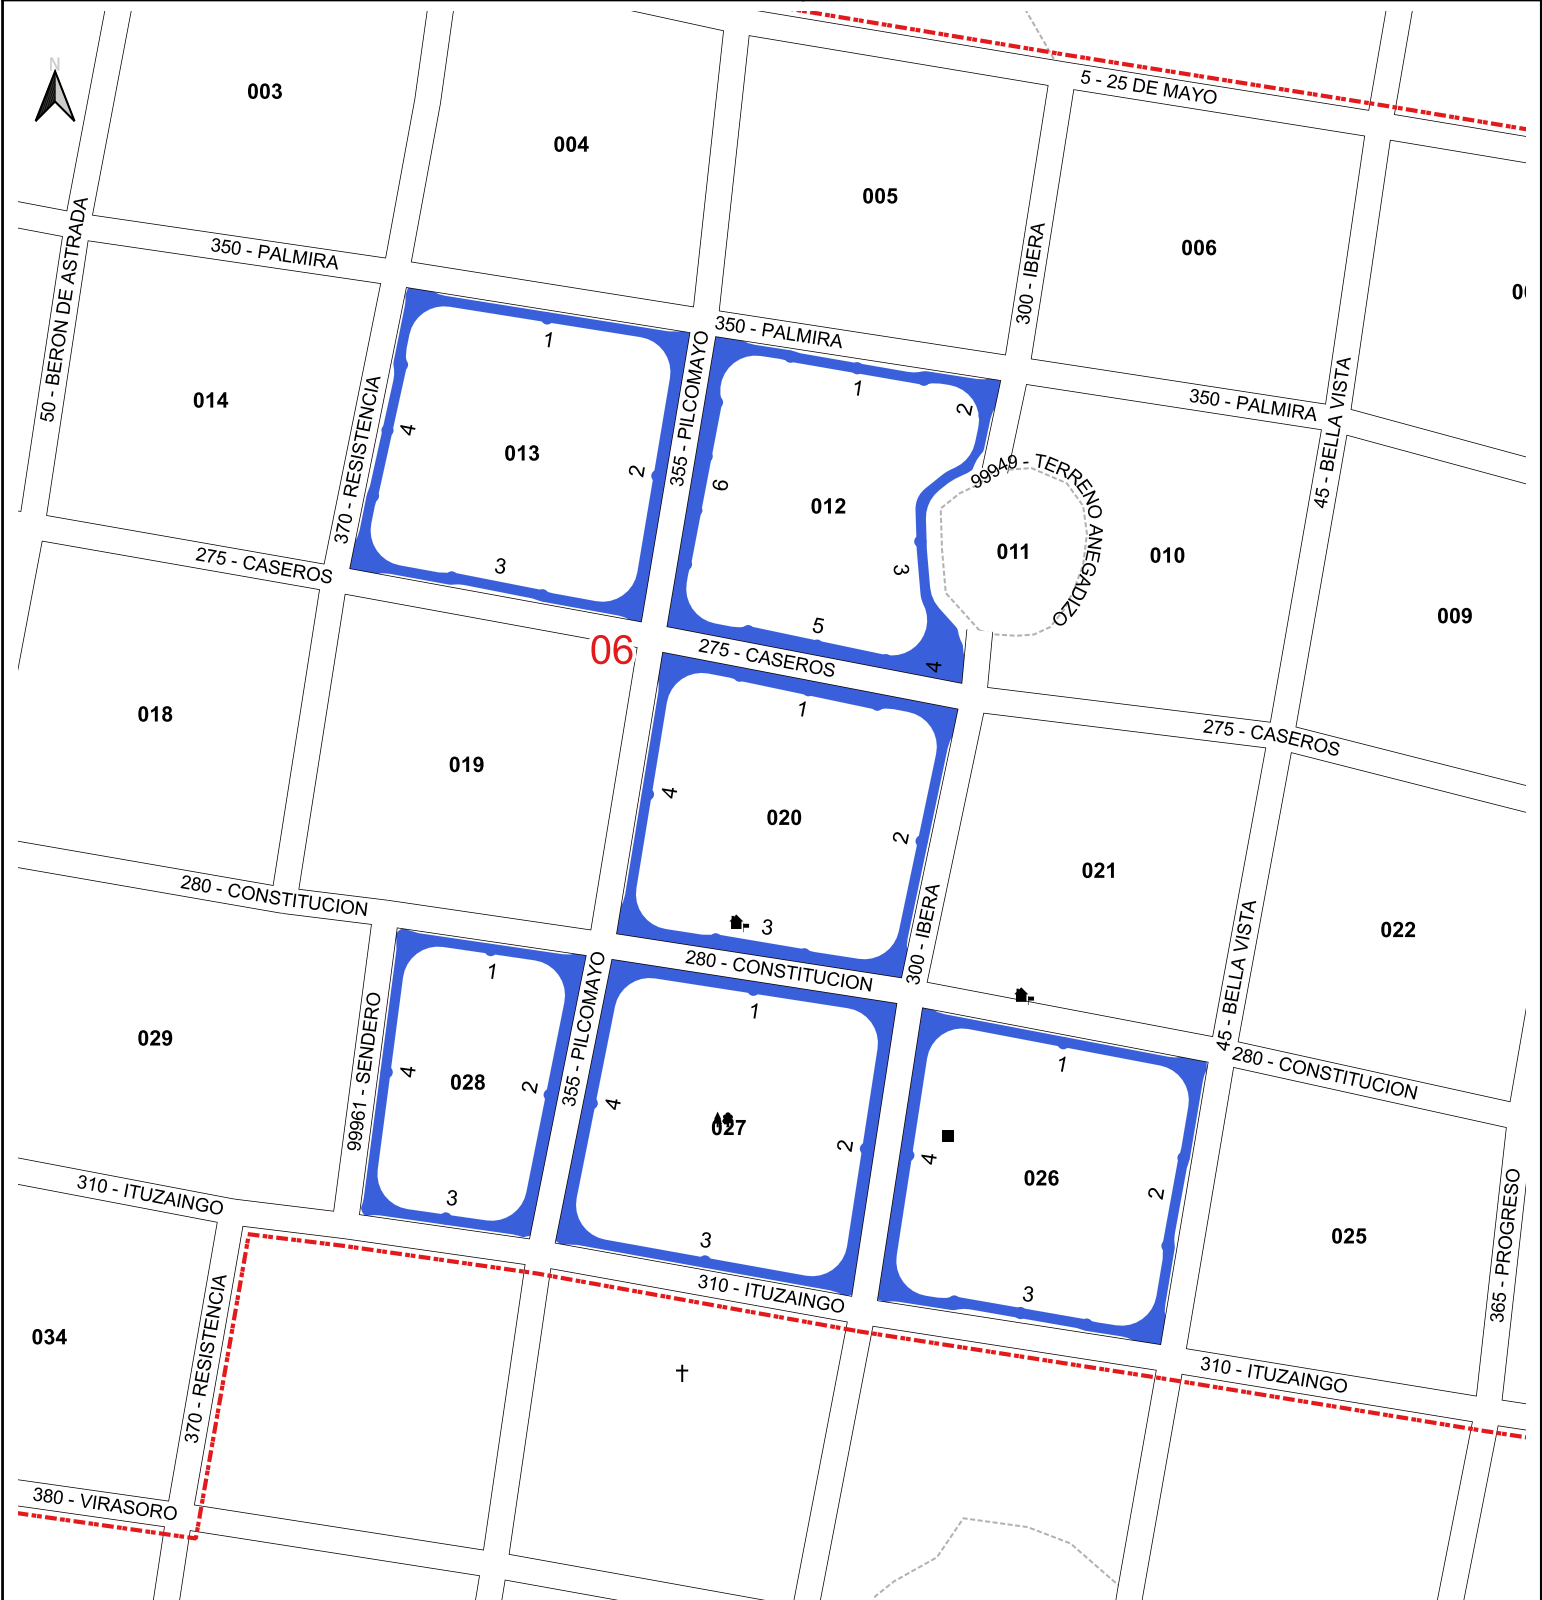 N
003
004
5 - 25 DE MAYO
005
006
00
50 - BERON DE ASTRADA
350 - PALMIRA
300 - IBERA
350 - PALMIRA
350 - PALMIRA
45 - BELLA VISTA
014
370 - RESISTENCIA
1
4
013
2
3
355 - PILCOMAYO
1
2
6
012
3
5
4
99949 - TERRENO ANEGADIZO
011
010
009
275 - CASEROS
06
275 - CASEROS
275 - CASEROS
018
019
1
4
020
2
3
021
022
300 - IBERA
45 - BELLA VISTA
280 - CONSTITUCION
280 - CONSTITUCION
280 - CONSTITUCION
029
99961 - SENDERO
1
4
028
2
3
355 - PILCOMAYO
1
4
027
2
3
1
4
026
2
3
025
365 - PROGRESO
310 - ITUZAINGO
310 - ITUZAINGO
310 - ITUZAINGO
034
370 - RESISTENCIA
380 - VIRASORO